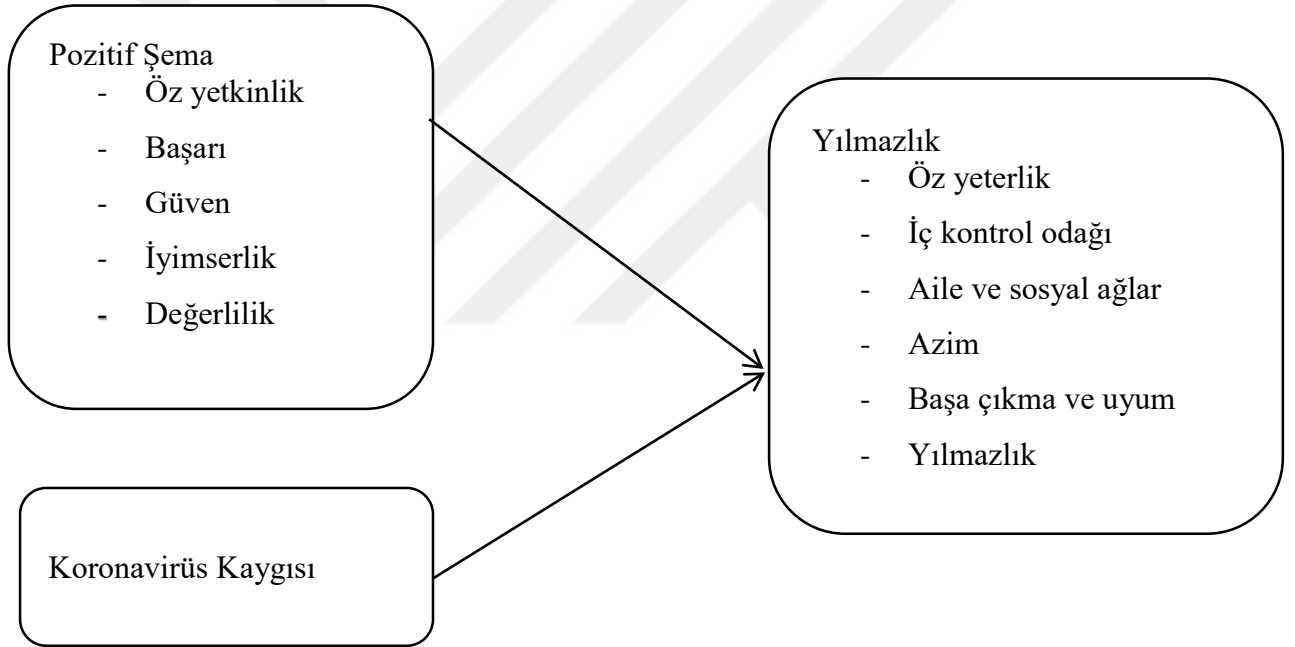 Pozitif Şema
- Öz yetkinlik
- Başarı
- Güven
- İyimserlik
- Değerlilik
Koronavirüs Kaygısı
Yılmazlık
- Öz yeterlik
- İç kontrol odağı
- Aile ve sosyal ağlar
- Azim
- Başa çıkma ve uyum
- Yılmazlık